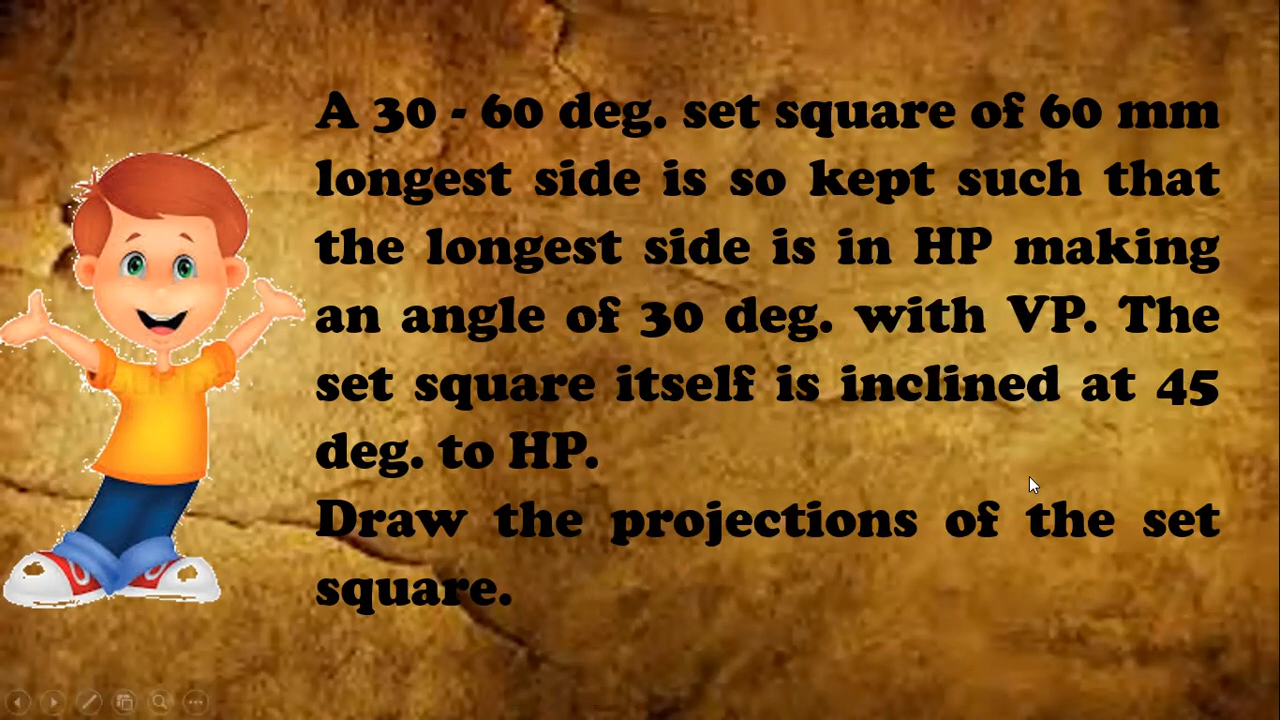 A 30 - 60 deg. set square of 60 mm
longest side is so kept such that
the longest side is in HP making
an angle of 30 deg. with VP. The
set square itself is inclined at 45
deg. to HP.
Draw the projections of the set
square.